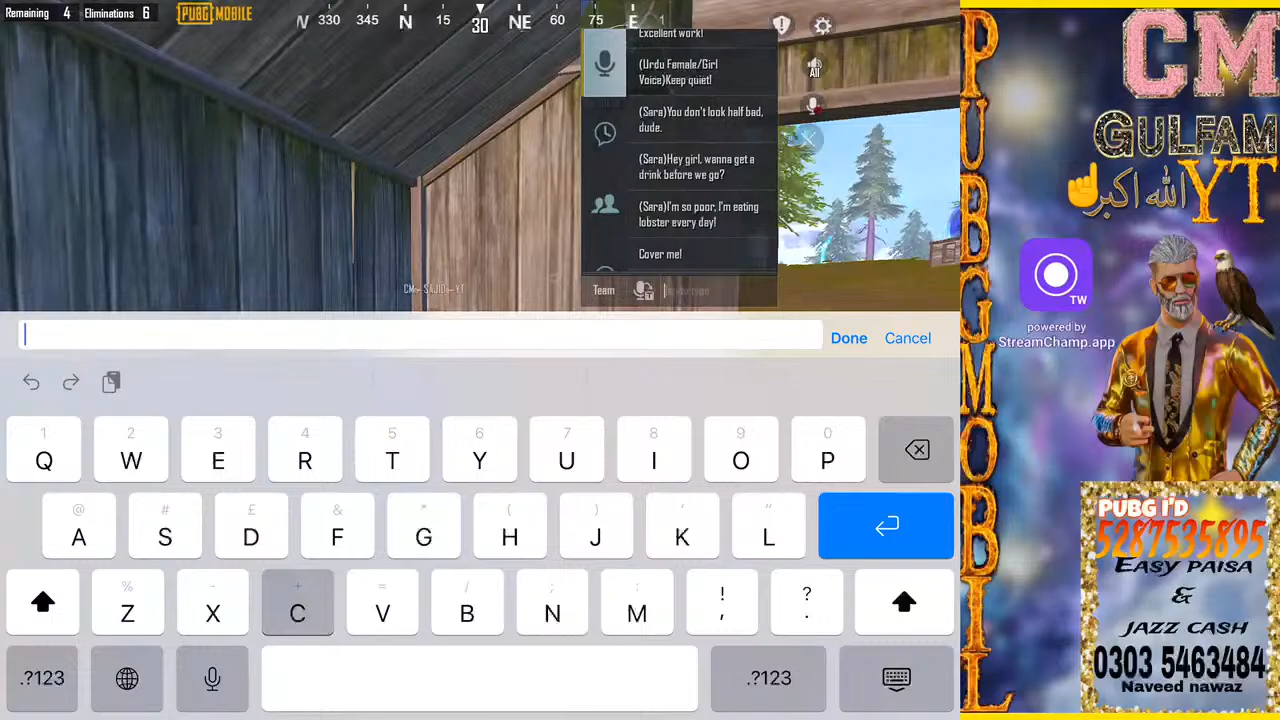 Remaining 4 Eliminations 6
PUBG MOBILE
330 345 N 15 30 NE 60 75 E
Excellent work!
(Urdu Female/Girl
Voice)Keep quiet!
(Sara)You don't look half bad,
dude.
(Sara)Hey girl, wanna get a
drink before we go?
(Sara)I'm so poor, I'm eating
lobster every day!
Cover me!
Team
All
Done Cancel
1 2 3 4 5 6 7 8 9 0
Q W E R T Y U I O P
@ # £ & * ( ) ' "
A S D F G H J K L
% - + = / ; : ! ?
Z X C V B N M , .
.?123 .?123
PUBGMOBIL
CM
GULFAM
الله اكبر
YT
TW
powered by
StreamChamp.app
PUBG I'D
5287535895
EASY PAISA
&
JAZZ CASH
0303 5463484
Naveed nawaz